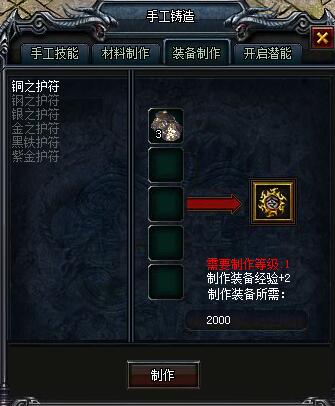 手工铸造
手工技能 材料制作 装备制作 开启潜能
铜之护符
钢之护符
银之护符
金之护符
黑铁护符
紫金护符
3
需要制作等级:1
制作装备经验+2
制作装备所需:
2000
制作